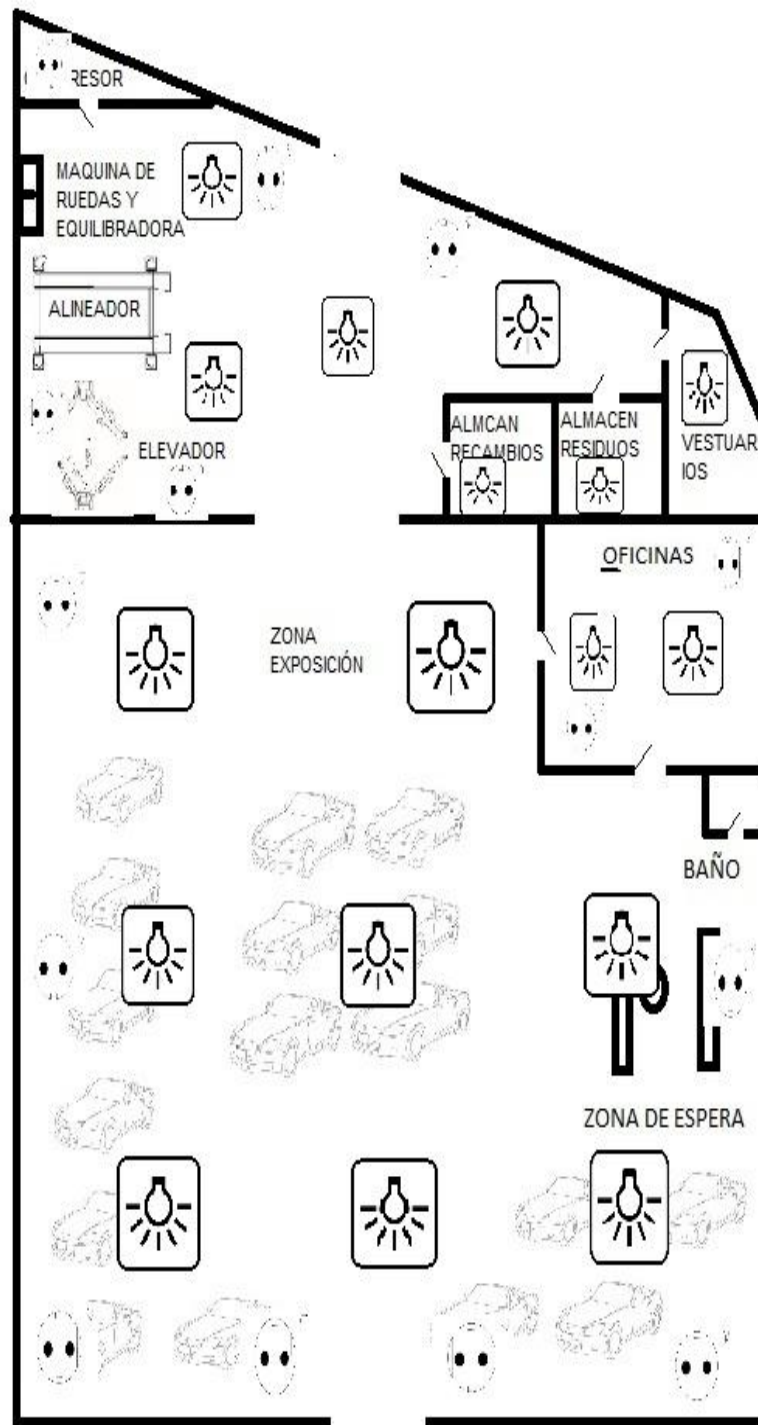 RESOR
MAQUINA DE
RUEDAS Y
EQUILIBRADORA
ALINEADOR
ELEVADOR
ALMCAN
RECAMBIOS
ALMACEN
RESIDUOS
VESTUAR
IOS
OFICINAS
ZONA
EXPOSICIÓN
BAÑO
ZONA DE ESPERA